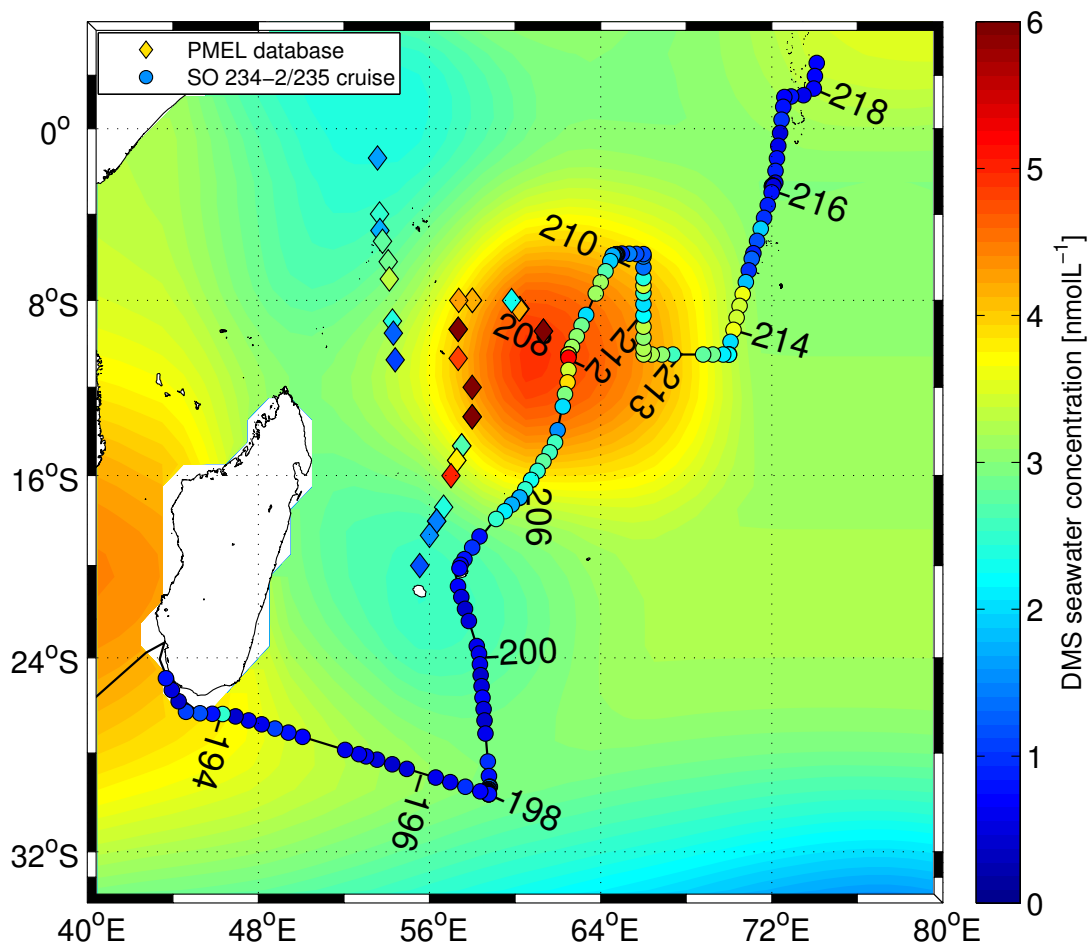 PMEL database
SO 234−2/235 cruise
0°
8°S
16°S
24°S
32°S
40°E
48°E
56°E
64°E
72°E
80°E
194
196
198
200
206
208
210
212
213
214
216
218
6
5
4
3
2
1
0
DMS seawater concentration [nmolL⁻¹]